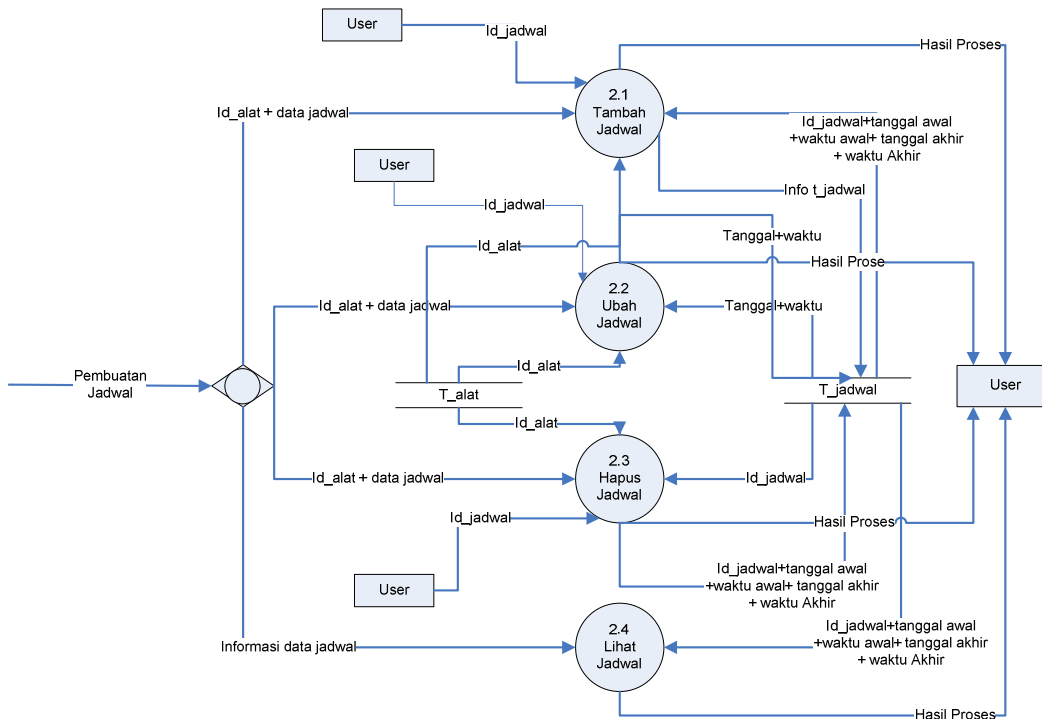 User
Id_jadwal
Hasil Proses
2.1
Tambah
Jadwal
Id_alat + data jadwal
Id_jadwal+tanggal awal
+waktu awal+ tanggal akhir
+ waktu Akhir
User
Info t_jadwal
Id_jadwal
Tanggal+waktu
Id_alat
Hasil Prose
2.2
Ubah
Jadwal
Id_alat + data jadwal
Tanggal+waktu
Id_alat
Pembuatan
Jadwal
T_alat
T_jadwal
User
Id_alat
2.3
Hapus
Jadwal
Id_alat + data jadwal
Id_jadwal
Id_jadwal
Hasil Proses
User
Id_jadwal+tanggal awal
+waktu awal+ tanggal akhir
+ waktu Akhir
2.4
Lihat
Jadwal
Informasi data jadwal
Id_jadwal+tanggal awal
+waktu awal+ tanggal akhir
+ waktu Akhir
Hasil Proses